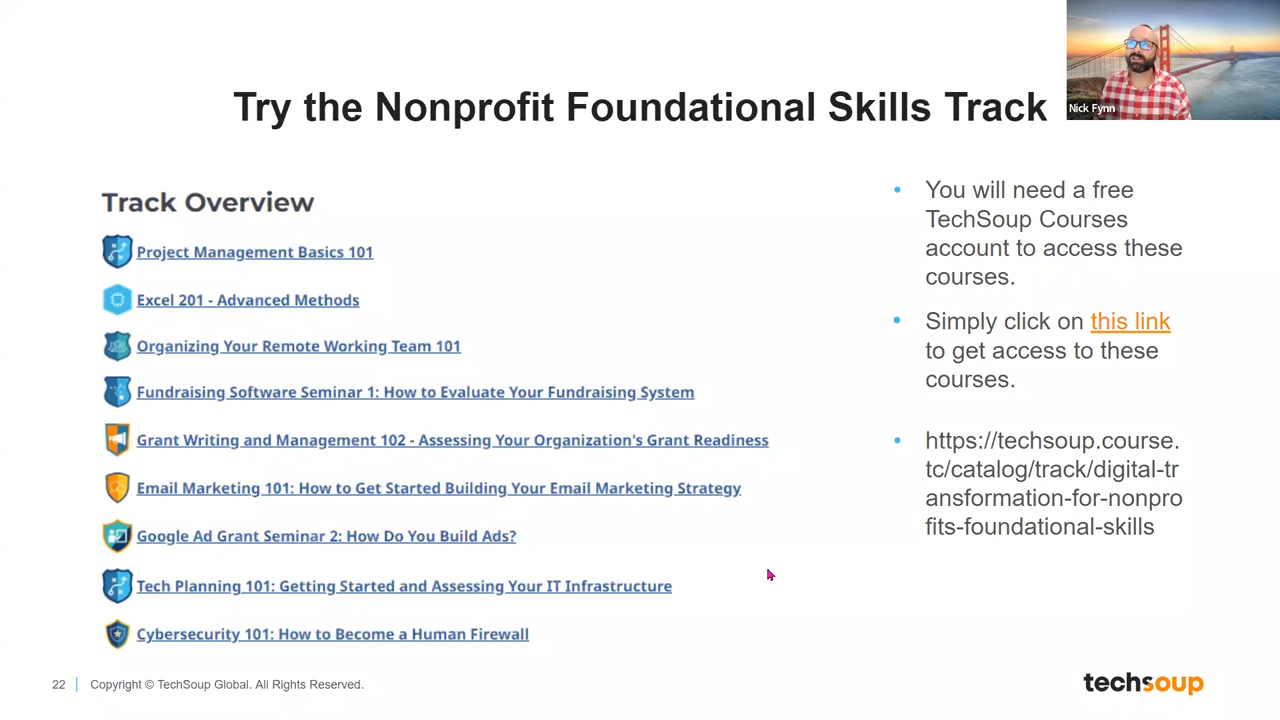 Try the Nonprofit Foundational Skills Track
Nick Fynn
Track Overview
Project Management Basics 101
Excel 201 - Advanced Methods
Organizing Your Remote Working Team 101
Fundraising Software Seminar 1: How to Evaluate Your Fundraising System
Grant Writing and Management 102 - Assessing Your Organization's Grant Readiness
Email Marketing 101: How to Get Started Building Your Email Marketing Strategy
Google Ad Grant Seminar 2: How Do You Build Ads?
Tech Planning 101: Getting Started and Assessing Your IT Infrastructure
Cybersecurity 101: How to Become a Human Firewall
• You will need a free
TechSoup Courses
account to access these
courses.
• Simply click on this link
to get access to these
courses.
• https://techsoup.course.
tc/catalog/track/digital-tr
ansformation-for-nonpro
fits-foundational-skills
22 | Copyright © TechSoup Global. All Rights Reserved.
techsoup